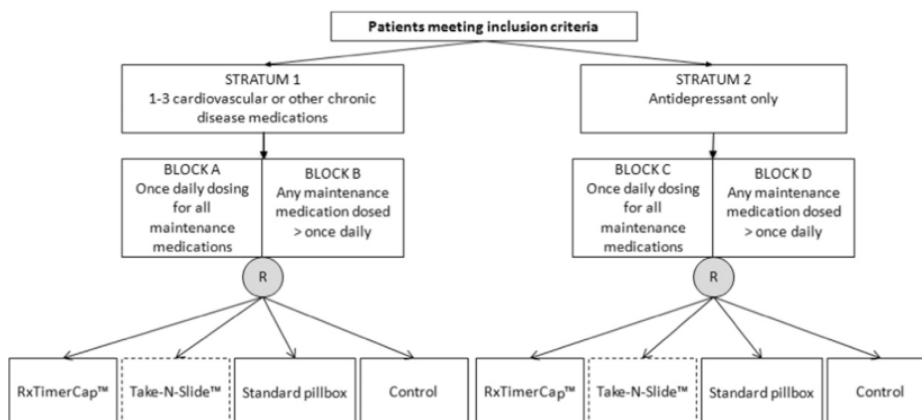 Patients meeting inclusion criteria
STRATUM 1
1-3 cardiovascular or other chronic
disease medications
STRATUM 2
Antidepressant only
BLOCK A
Once daily dosing
for all
maintenance
medications
BLOCK B
Any maintenance
medication dosed
> once daily
BLOCK C
Once daily dosing
for all
maintenance
medications
BLOCK D
Any maintenance
medication dosed
> once daily
R
R
RxTimerCap™
Take-N-Slide™
Standard pillbox
Control
RxTimerCap™
Take-N-Slide™
Standard pillbox
Control